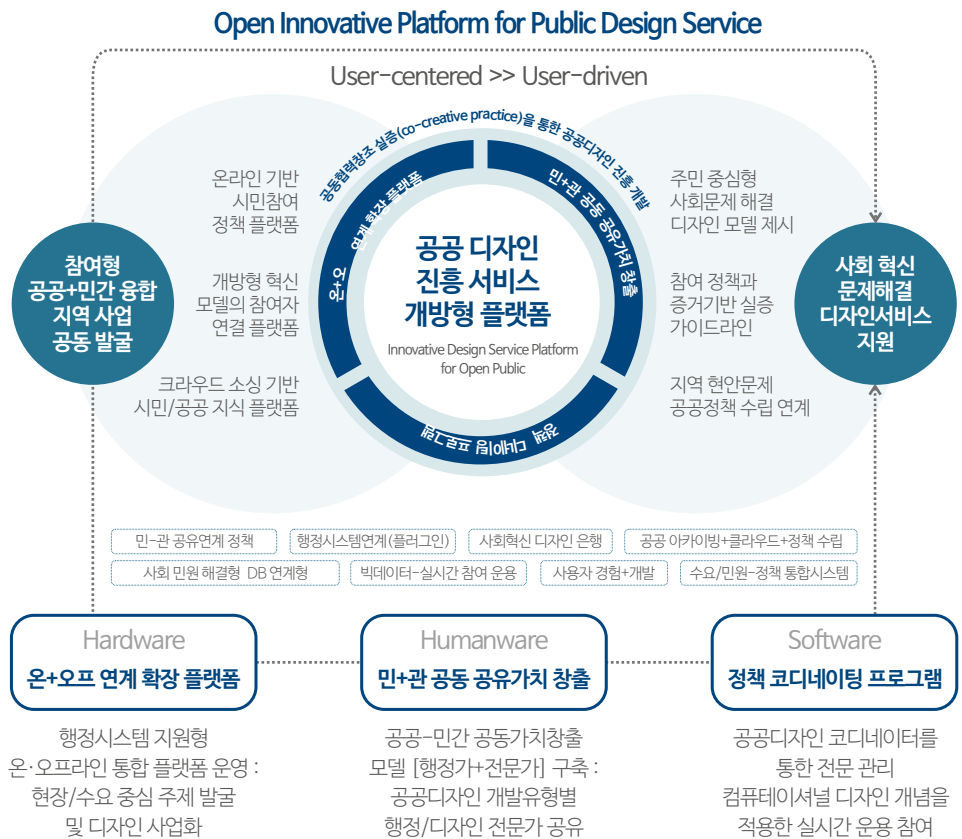 Open Innovative Platform for Public Design Service
User-centered >> User-driven
공동협력창조 실증(co-creative practice)을 통한 공공디자인 진흥 개발
온+오 연계 확장 플랫폼
민+관 공동 공유가치 창출
정책 디네이팅 프로그램
참여형
공공+민간 융합
지역 사업
공동 발굴
온라인 기반
시민참여
정책 플랫폼
개방형 혁신
모델의 참여자
연결 플랫폼
크라우드 소싱 기반
시민/공공 지식 플랫폼
공공 디자인
진흥 서비스
개방형 플랫폼
Innovative Design Service Platform
for Open Public
주민 중심형
사회문제 해결
디자인 모델 제시
참여 정책과
증거기반 실증
가이드라인
지역 현안문제
공공정책 수립 연계
사회 혁신
문제해결
디자인서비스
지원
민-관 공유연계 정책
행정시스템연계(플러그인)
사회혁신 디자인 은행
공공 아카이빙+클라우드+정책 수립
사회 민원 해결형 DB 연계형
빅데이터-실시간 참여 운용
사용자 경험+개발
수요/민원-정책 통합시스템
Hardware
온+오프 연계 확장 플랫폼
행정시스템 지원형
온·오프라인 통합 플랫폼 운영 :
현장/수요 중심 주제 발굴
및 디자인 사업화
Humanware
민+관 공동 공유가치 창출
공공-민간 공동가치창출
모델 [행정가+전문가] 구축 :
공공디자인 개발유형별
행정/디자인 전문가 공유
Software
정책 코디네이팅 프로그램
공공디자인 코디네이터를
통한 전문 관리
컴퓨테이셔널 디자인 개념을
적용한 실시간 운용 참여